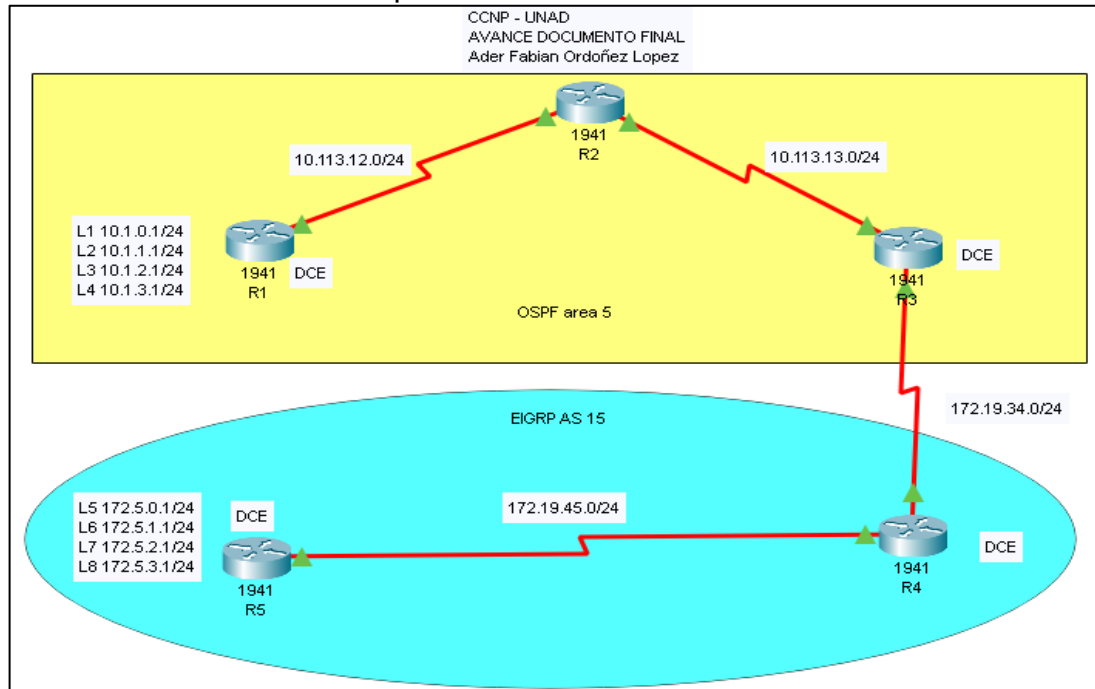 CCNP - UNAD
AVANCE DOCUMENTO FINAL
Ader Fabian Ordoñez Lopez
1941
R2
10.113.12.0/24
10.113.13.0/24
L1 10.1.0.1/24
L2 10.1.1.1/24
L3 10.1.2.1/24
L4 10.1.3.1/24
1941
R1
DCE
1941
R3
DCE
OSPF area 5
172.19.34.0/24
EIGRP AS 15
L5 172.5.0.1/24
L6 172.5.1.1/24
L7 172.5.2.1/24
L8 172.5.3.1/24
DCE
1941
R5
172.19.45.0/24
1941
R4
DCE